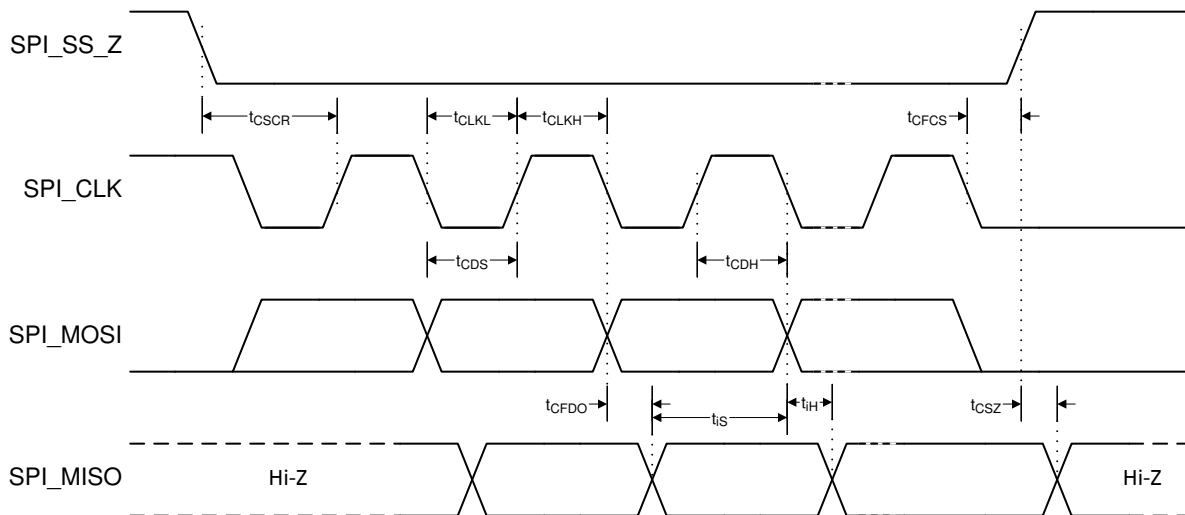 SPI_SS_Z
tCSCR
tCLKL
tCLKH
tCFCS
SPI_CLK
tCDS
tCDH
SPI_MOSI
tCFDO
tiS
tiH
tCSZ
SPI_MISO
Hi-Z
Hi-Z